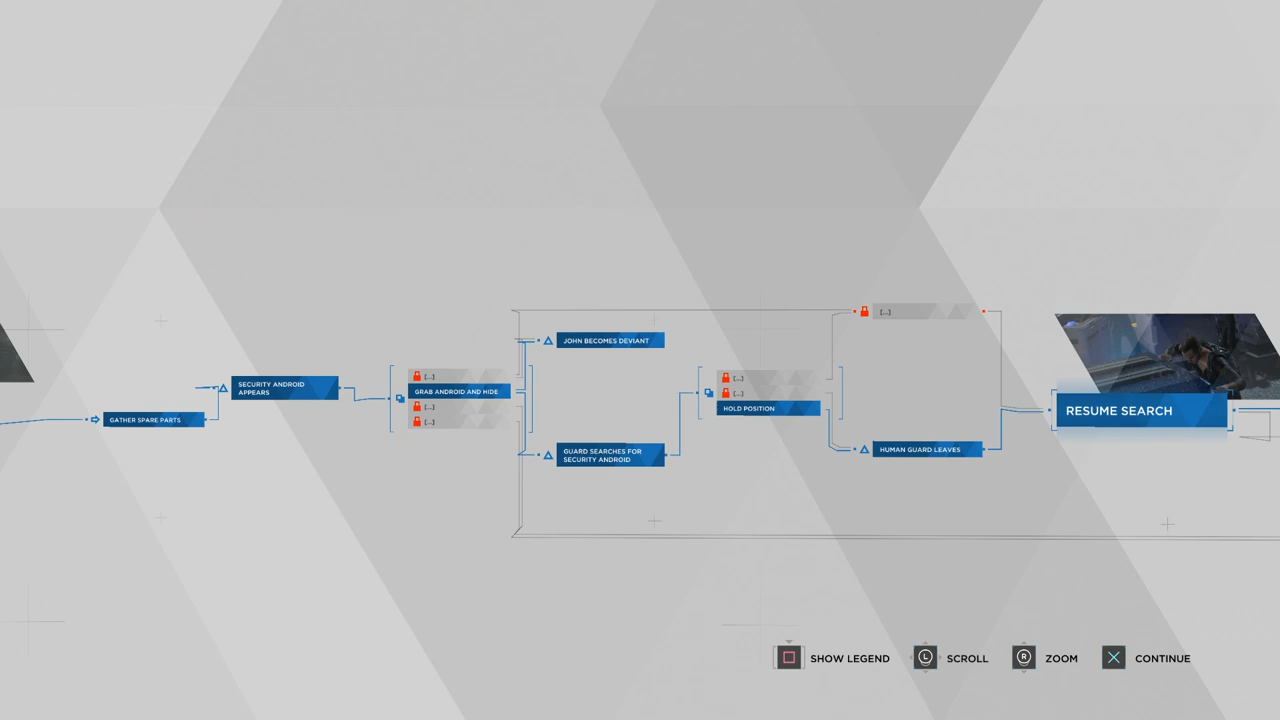 GATHER SPARE PARTS
SECURITY ANDROID
APPEARS
[...]
GRAB ANDROID AND HIDE
[...]
[...]
JOHN BECOMES DEVIANT
GUARD SEARCHES FOR
SECURITY ANDROID
[...]
[...]
HOLD POSITION
[...]
HUMAN GUARD LEAVES
RESUME SEARCH
SHOW LEGEND
L
SCROLL
R
ZOOM
CONTINUE